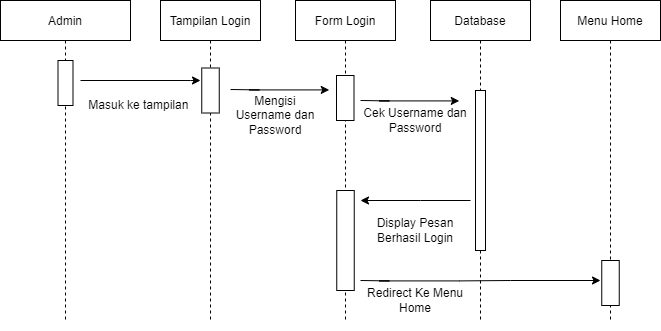 Admin
Tampilan Login
Form Login
Database
Menu Home
Masuk ke tampilan
Mengisi
Username dan
Password
Cek Username dan
Password
Display Pesan
Berhasil Login
Redirect Ke Menu
Home